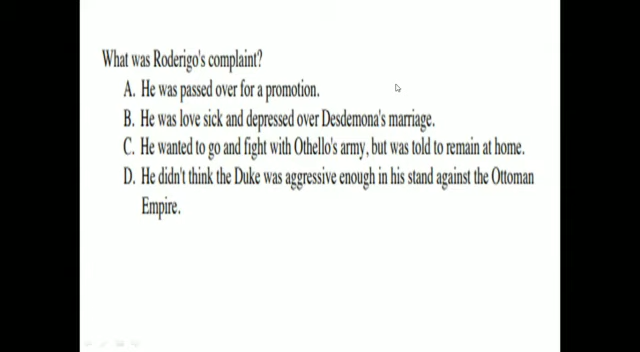 What was Roderigo's complaint?
A. He was passed over for a promotion.
B. He was love sick and depressed over Desdemona's marriage.
C. He wanted to go and fight with Othello's army, but was told to remain at home.
D. He didn't think the Duke was aggressive enough in his stand against the Ottoman
Empire.